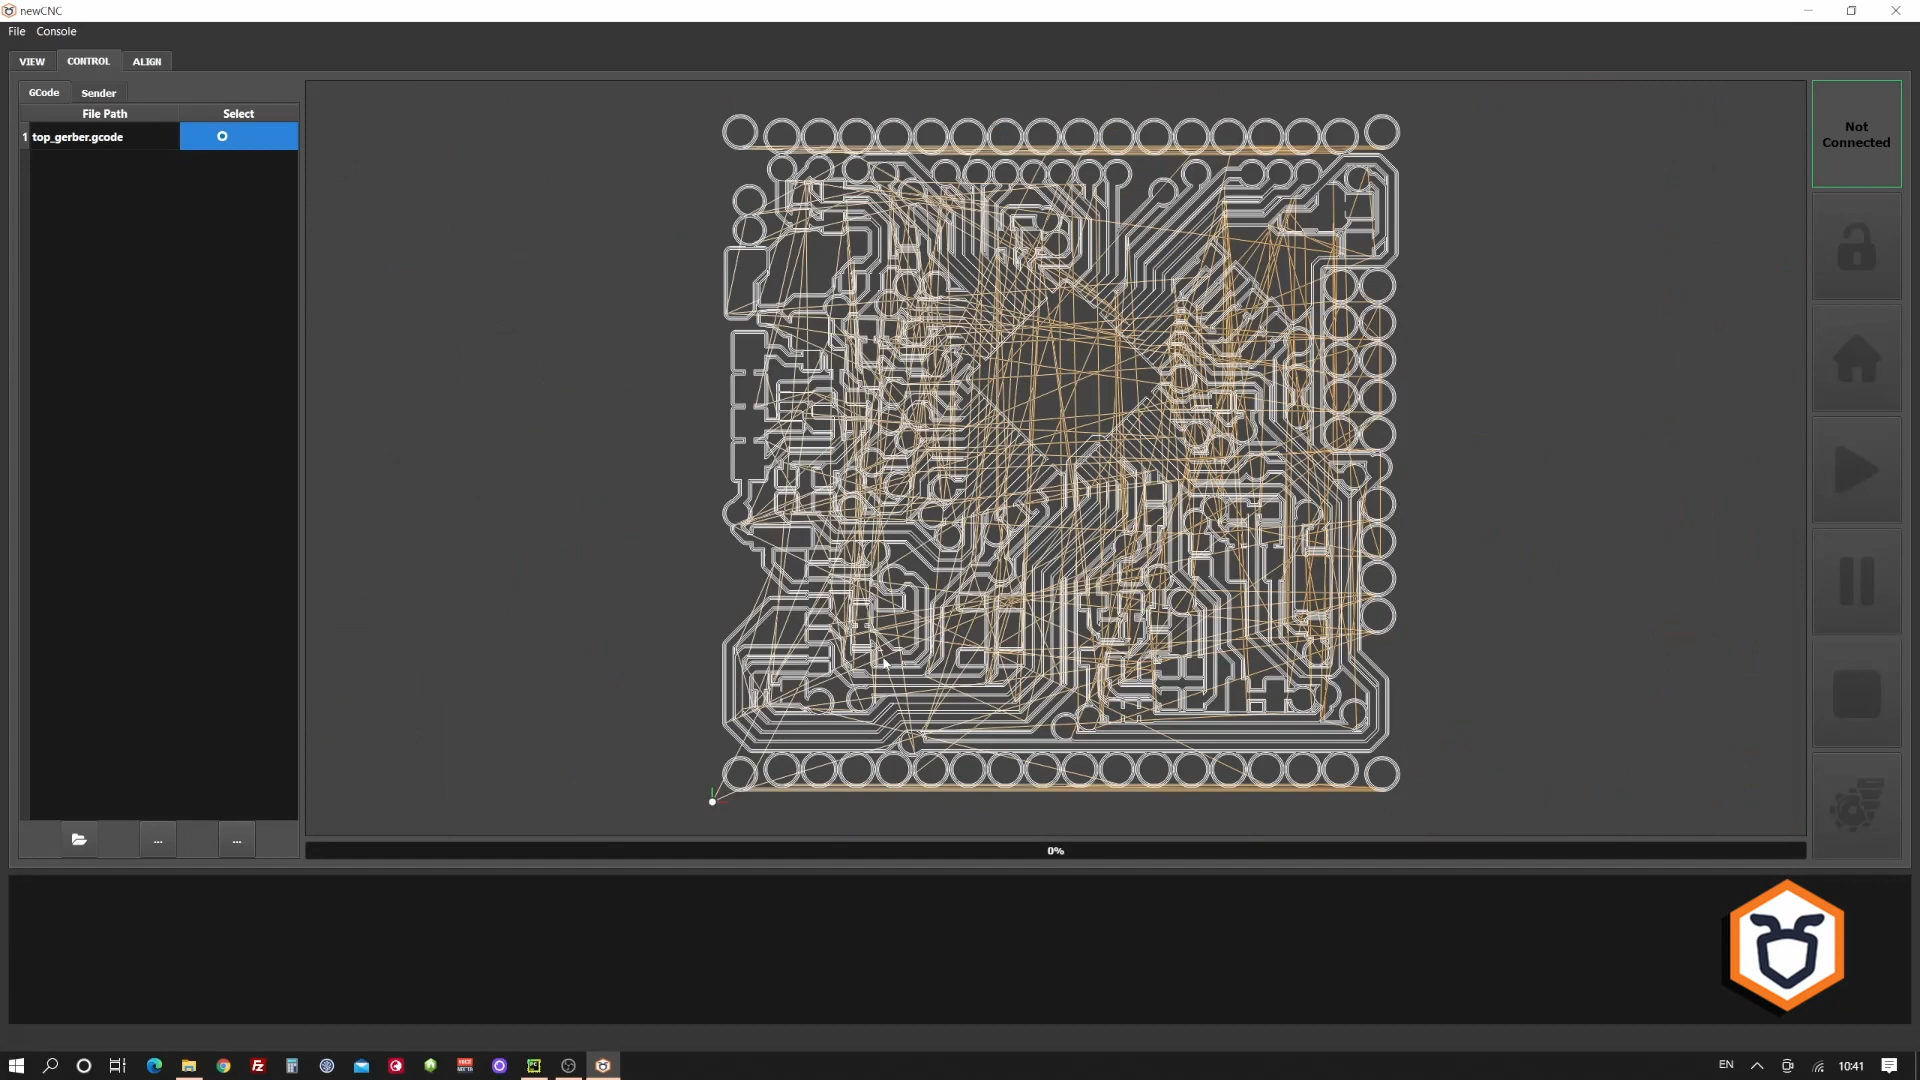 newCNC
File Console
VIEW CONTROL ALIGN
GCode Sender
File Path Select
1 top_gerber.gcode
Not
Connected
... ...
0%
EN 10:41